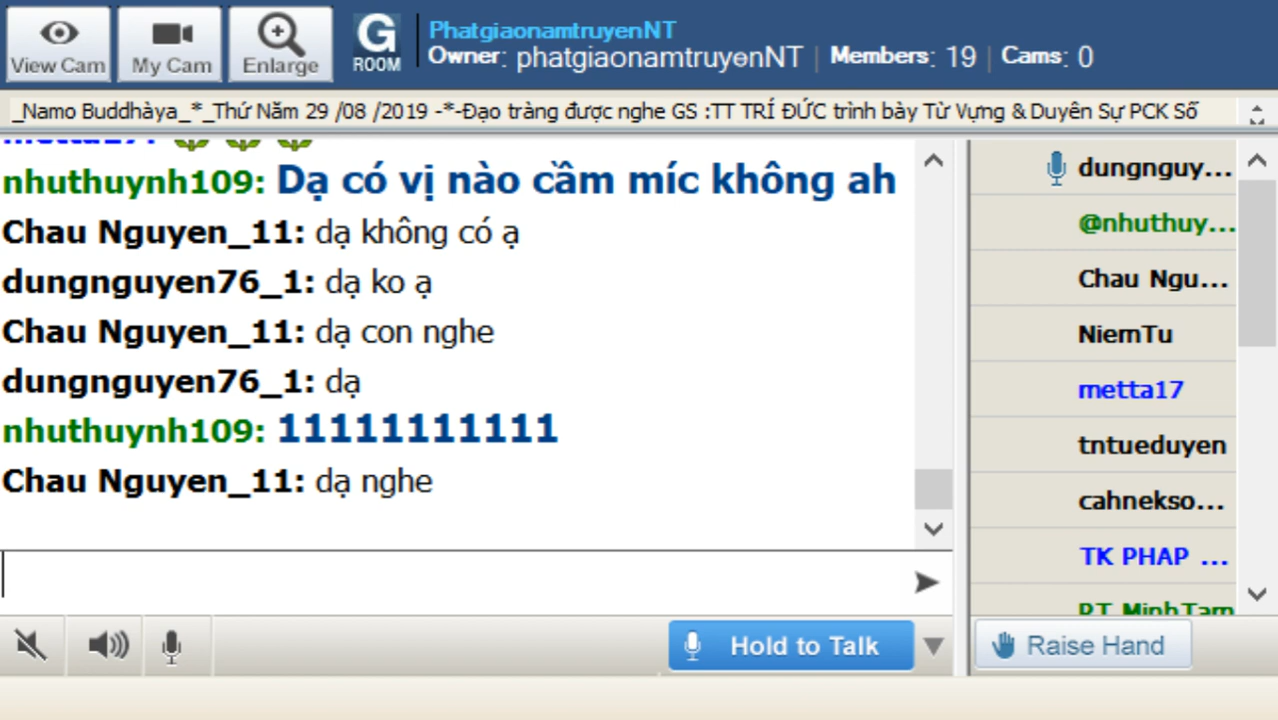 View Cam
My Cam
Enlarge
G
ROOM
PhatgiaonamtruyenNT
Owner: phatgiaonamtruyenNT | Members: 19 | Cams: 0
_Namo Buddhàya_*_Thứ Năm 29 /08 /2019 -*-Đạo tràng được nghe GS :TT TRÍ ĐỨC trình bày Từ Vựng & Duyên Sự PCK Số
nhuthuynh109: Dạ có vị nào cầm míc không ah
Chau Nguyen_11: dạ không có ạ
dungnguyen76_1: dạ ko ạ
Chau Nguyen_11: dạ con nghe
dungnguyen76_1: dạ
nhuthuynh109: 11111111111
Chau Nguyen_11: dạ nghe
dungnguy...
@nhuthuy...
Chau Ngu...
NiemTu
metta17
tntueduyen
cahnekso...
TK PHAP ...
PT MinhTam
Hold to Talk
Raise Hand